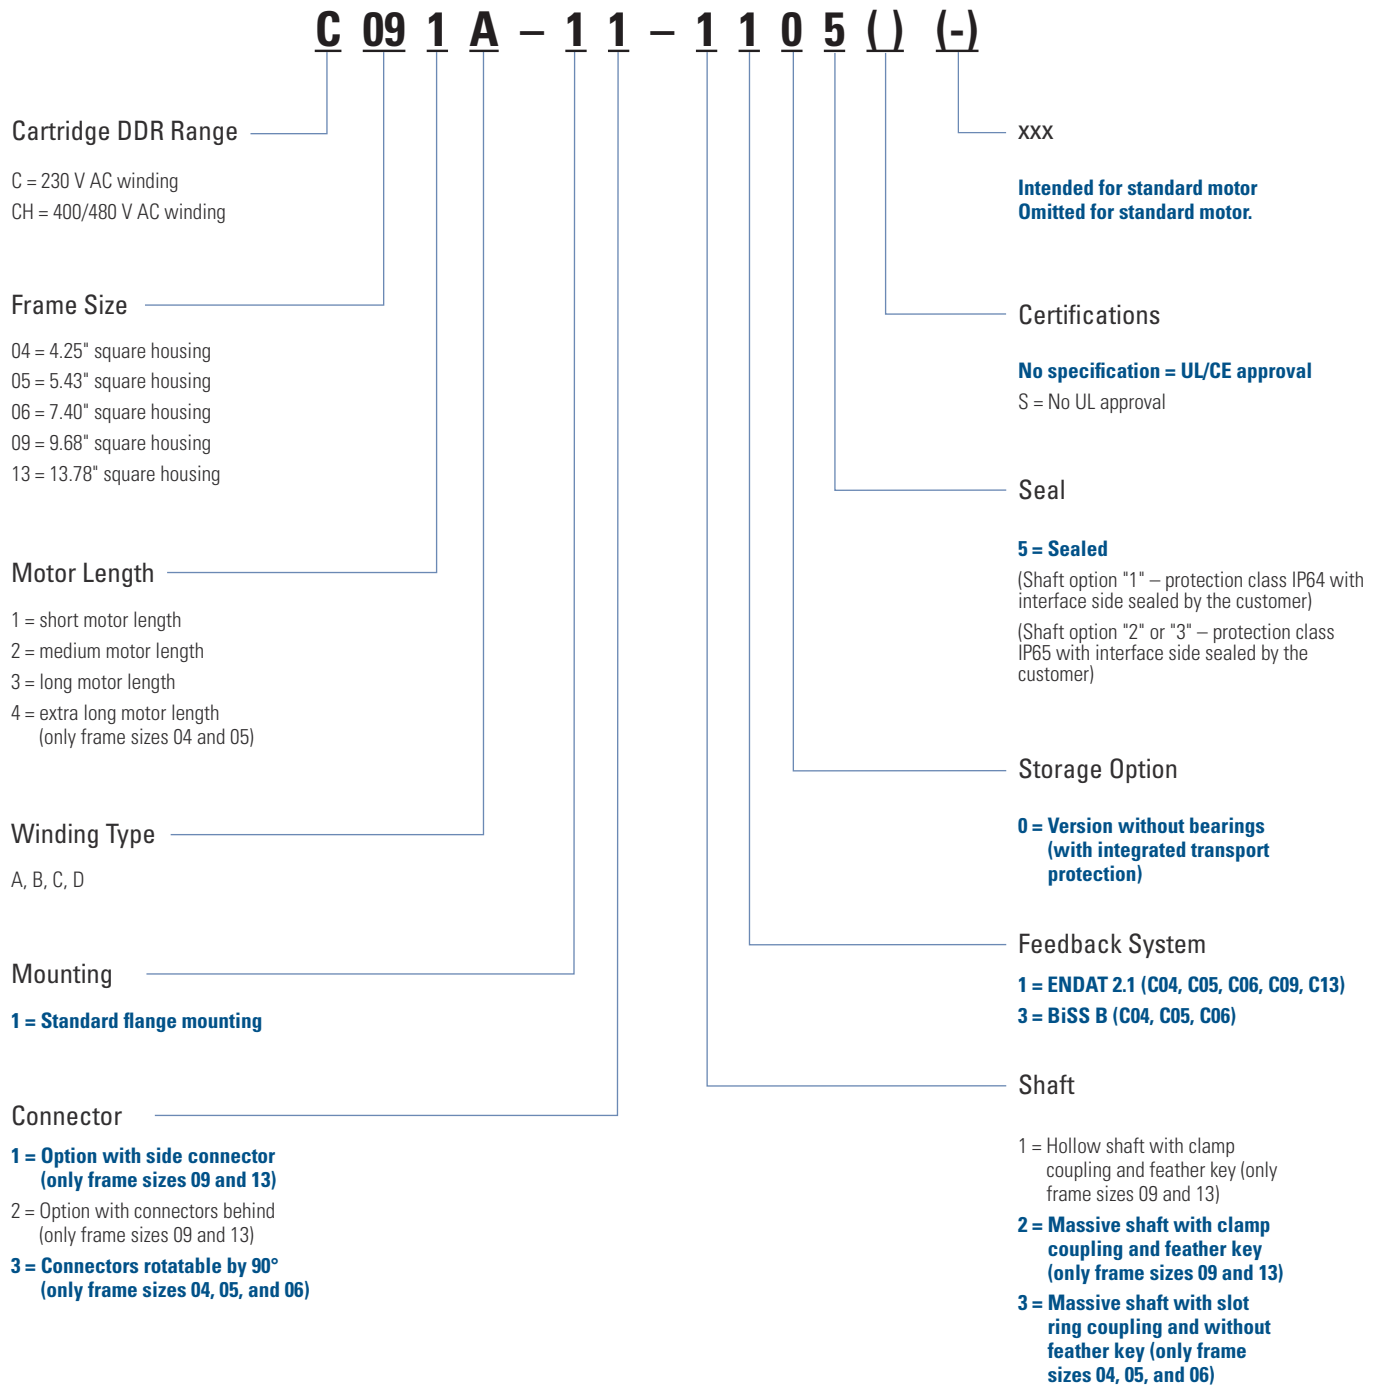 C 09 1 A – 1 1 – 1 1 0 5 ( ) (-)
Cartridge DDR Range
C = 230 V AC winding
CH = 400/480 V AC winding
Frame Size
04 = 4.25" square housing
05 = 5.43" square housing
06 = 7.40" square housing
09 = 9.68" square housing
13 = 13.78" square housing
Motor Length
1 = short motor length
2 = medium motor length
3 = long motor length
4 = extra long motor length
(only frame sizes 04 and 05)
Winding Type
A, B, C, D
Mounting
1 = Standard flange mounting
Connector
1 = Option with side connector
(only frame sizes 09 and 13)
2 = Option with connectors behind
(only frame sizes 09 and 13)
3 = Connectors rotatable by 90°
(only frame sizes 04, 05, and 06)
xxx
Intended for standard motor
Omitted for standard motor.
Certifications
No specification = UL/CE approval
S = No UL approval
Seal
5 = Sealed
(Shaft option "1" – protection class IP64 with
interface side sealed by the customer)
(Shaft option "2" or "3" – protection class
IP65 with interface side sealed by the
customer)
Storage Option
0 = Version without bearings
(with integrated transport
protection)
Feedback System
1 = ENDAT 2.1 (C04, C05, C06, C09, C13)
3 = BiSS B (C04, C05, C06)
Shaft
1 = Hollow shaft with clamp
coupling and feather key (only
frame sizes 09 and 13)
2 = Massive shaft with clamp
coupling and feather key
(only frame sizes 09 and 13)
3 = Massive shaft with slot
ring coupling and without
feather key (only frame
sizes 04, 05, and 06)